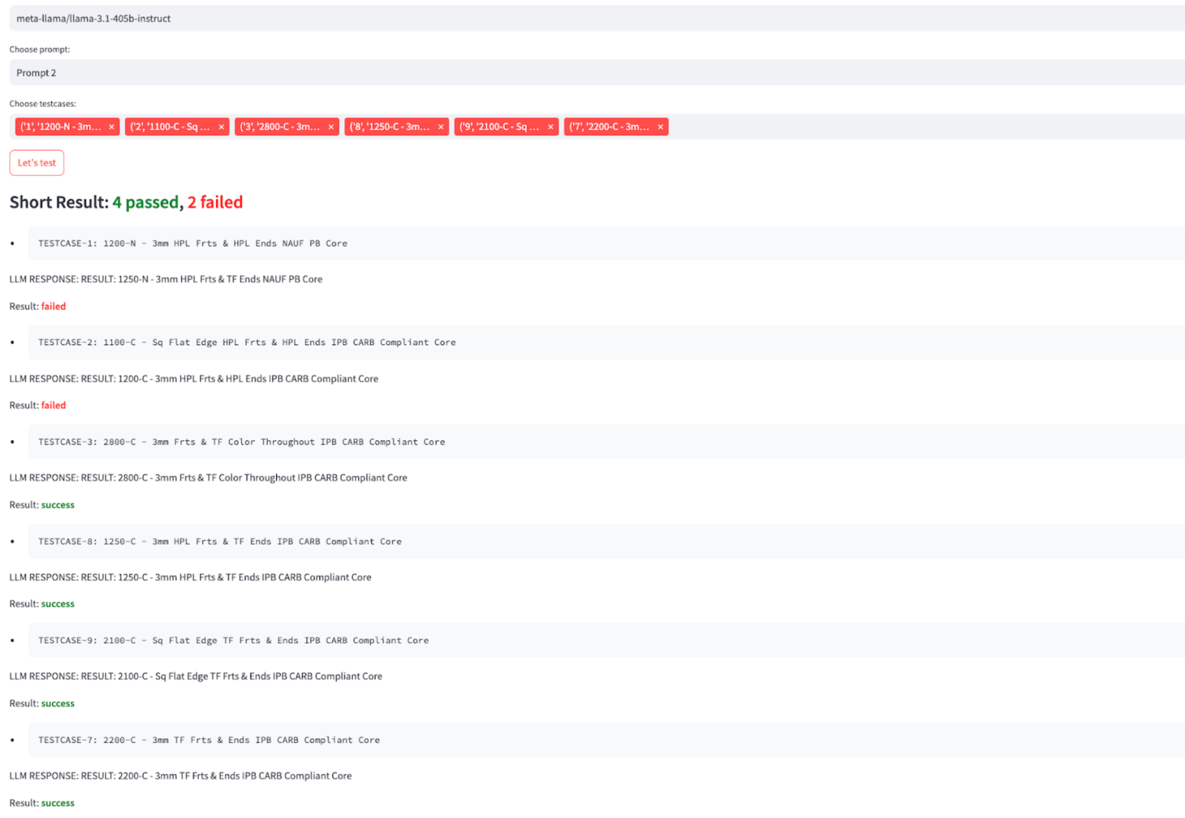 meta-llama/llama-3.1-405b-instruct
Choose prompt:
Prompt 2
Choose testcases:
('1', '1200-N - 3m... × ('2', '1100-C - Sq ... × ('3', '2800-C - 3m... × ('8', '1250-C - 3m... × ('9', '2100-C - Sq ... × ('7', '2200-C - 3m... ×
Let's test
Short Result: 4 passed, 2 failed
• TESTCASE-1: 1200-N - 3mm HPL Frts & HPL Ends NAUF PB Core
LLM RESPONSE: RESULT: 1250-N - 3mm HPL Frts & TF Ends NAUF PB Core
Result: failed
• TESTCASE-2: 1100-C - Sq Flat Edge HPL Frts & HPL Ends IPB CARB Compliant Core
LLM RESPONSE: RESULT: 1200-C - 3mm HPL Frts & HPL Ends IPB CARB Compliant Core
Result: failed
• TESTCASE-3: 2800-C - 3mm Frts & TF Color Throughout IPB CARB Compliant Core
LLM RESPONSE: RESULT: 2800-C - 3mm Frts & TF Color Throughout IPB CARB Compliant Core
Result: success
• TESTCASE-8: 1250-C - 3mm HPL Frts & TF Ends IPB CARB Compliant Core
LLM RESPONSE: RESULT: 1250-C - 3mm HPL Frts & TF Ends IPB CARB Compliant Core
Result: success
• TESTCASE-9: 2100-C - Sq Flat Edge TF Frts & Ends IPB CARB Compliant Core
LLM RESPONSE: RESULT: 2100-C - Sq Flat Edge TF Frts & Ends IPB CARB Compliant Core
Result: success
• TESTCASE-7: 2200-C - 3mm TF Frts & Ends IPB CARB Compliant Core
LLM RESPONSE: RESULT: 2200-C - 3mm TF Frts & Ends IPB CARB Compliant Core
Result: success